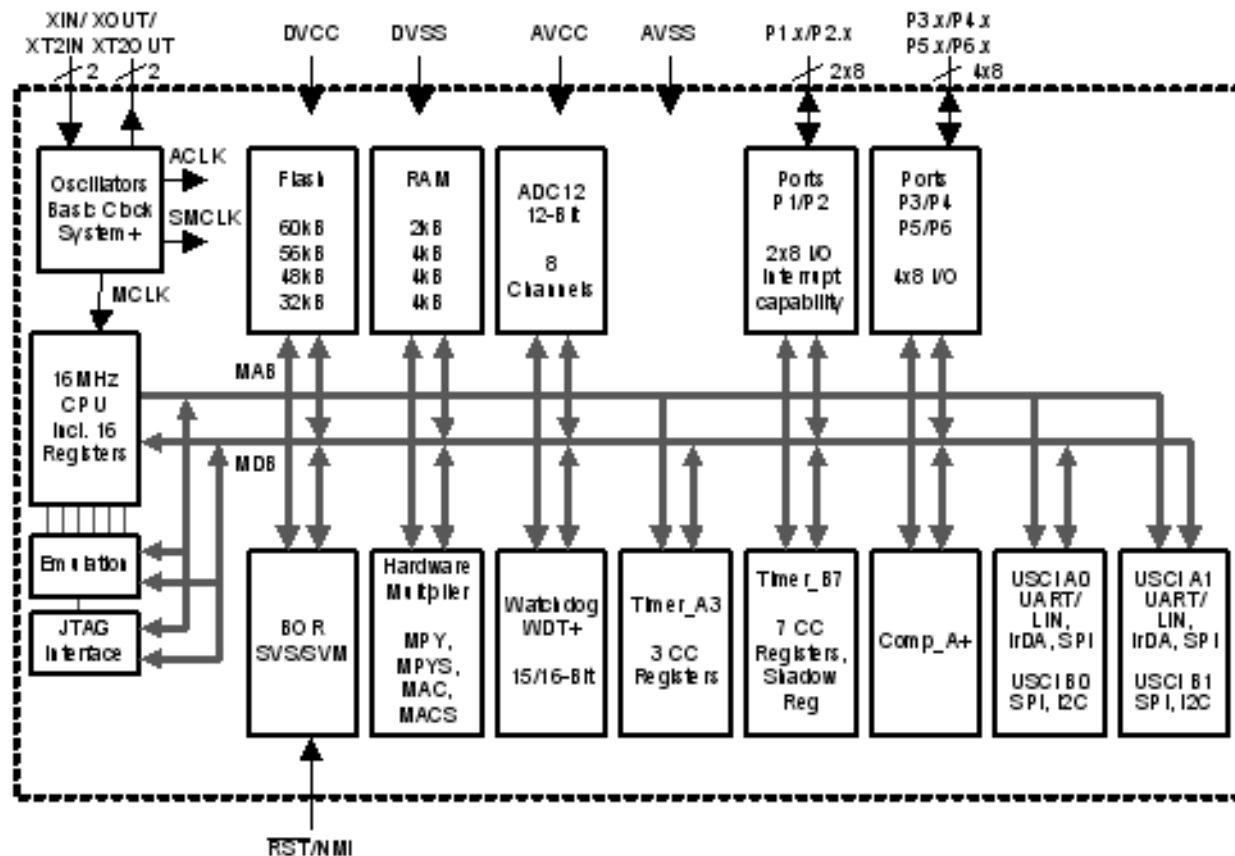 XIN/ XOUT/
XT2IN XT2OUT
2
2
DVCC
DVSS
AVCC
AVSS
P1.x/P2.x
2x8
P3.x/P4.x
P5.x/P6.x
4x8
Oscillators
Basic Clock
System+
ACLK
SMCLK
MCLK
Flash
60kB
56kB
48kB
32kB
RAM
2kB
4kB
4kB
4kB
ADC12
12-Bit
8
Channels
Ports
P1/P2
2x8 I/O
Interrupt
capability
Ports
P3/P4
P5/P6
4x8 I/O
16MHz
CPU
Incl. 16
Registers
MAB
MDB
Emulation
JTAG
Interface
BOR
SVS/SVM
Hardware
Multiplier
MPY,
MPYS,
MAC,
MACS
Watchdog
WDT+
15/16-Bit
Timer_A3
3 CC
Registers
Timer_B7
7 CC
Registers,
Shadow
Reg
Comp_A+
USCI A0
UART/
LIN,
IrDA, SPI
USCI B0
SPI, I2C
USCI A1
UART/
LIN,
IrDA, SPI
USCI B1
SPI, I2C
RST/NMI